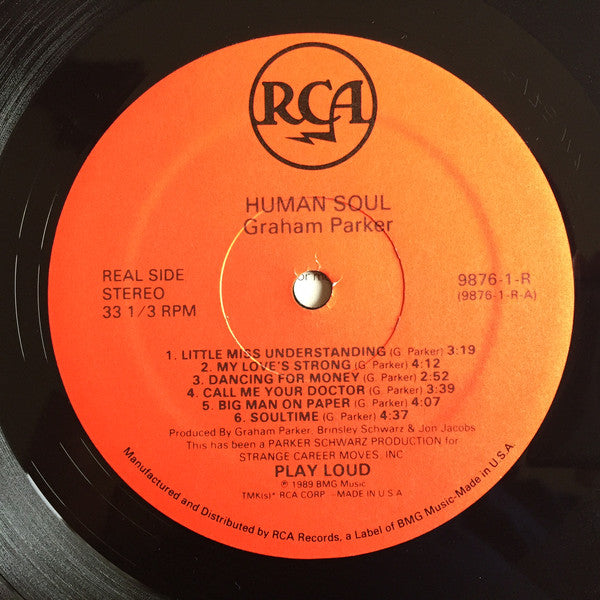 RCA
HUMAN SOUL
Graham Parker
REAL SIDE
STEREO
33 1/3 RPM
9876-1-R
(9876-1-R-A)
1. LITTLE MISS UNDERSTANDING (G. Parker) 3:19
2. MY LOVE'S STRONG (G. Parker) 4:12
3. DANCING FOR MONEY (G. Parker) 2:52
4. CALL ME YOUR DOCTOR (G. Parker) 3:39
5. BIG MAN ON PAPER (G. Parker) 4:07
6. SOULTIME (G. Parker) 4:37
Produced By Graham Parker, Brinsley Schwarz & Jon Jacobs
This has been a PARKER SCHWARZ PRODUCTION for
STRANGE CAREER MOVES, INC
PLAY LOUD
℗ 1989 BMG Music
TMK(s)® RCA CORP –MADE IN U.S.A
Manufactured and Distributed by RCA Records, a Label of BMG Music-Made in U.S.A.